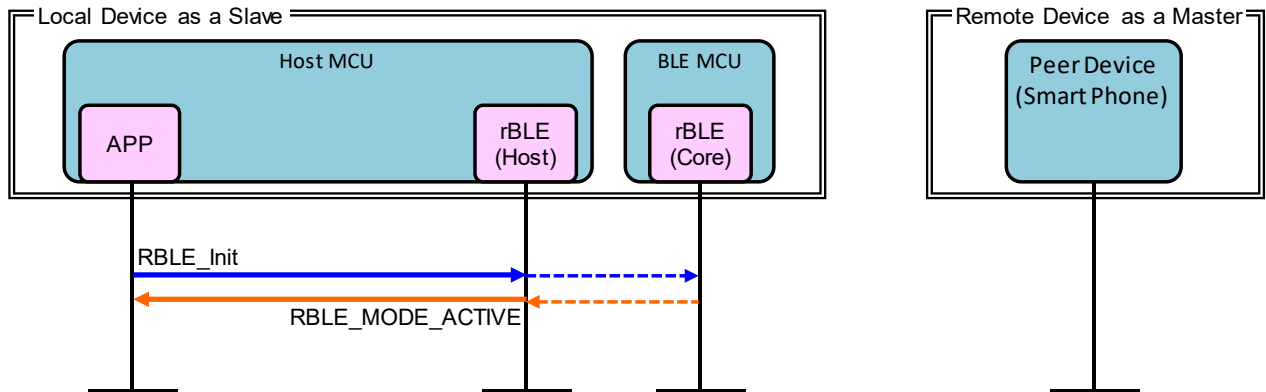 Local Device as a Slave
Remote Device as a Master
Host MCU
BLE MCU
Peer Device
(Smart Phone)
APP
rBLE
(Host)
rBLE
(Core)
RBLE_Init
RBLE_MODE_ACTIVE